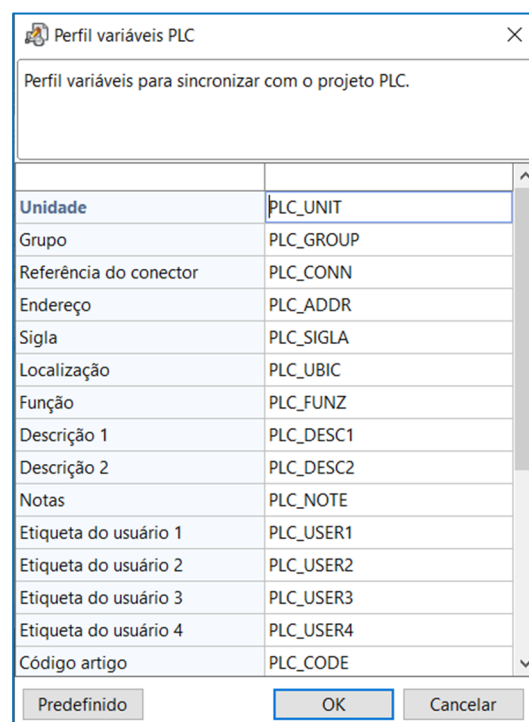 Perfil variáveis PLC
Perfil variáveis para sincronizar com o projeto PLC.
Unidade PLC_UNIT
Grupo PLC_GROUP
Referência do conector PLC_CONN
Endereço PLC_ADDR
Sigla PLC_SIGLA
Localização PLC_UBIC
Função PLC_FUNZ
Descrição 1 PLC_DESC1
Descrição 2 PLC_DESC2
Notas PLC_NOTE
Etiqueta do usuário 1 PLC_USER1
Etiqueta do usuário 2 PLC_USER2
Etiqueta do usuário 3 PLC_USER3
Etiqueta do usuário 4 PLC_USER4
Código artigo PLC_CODE
Predefinido OK Cancelar